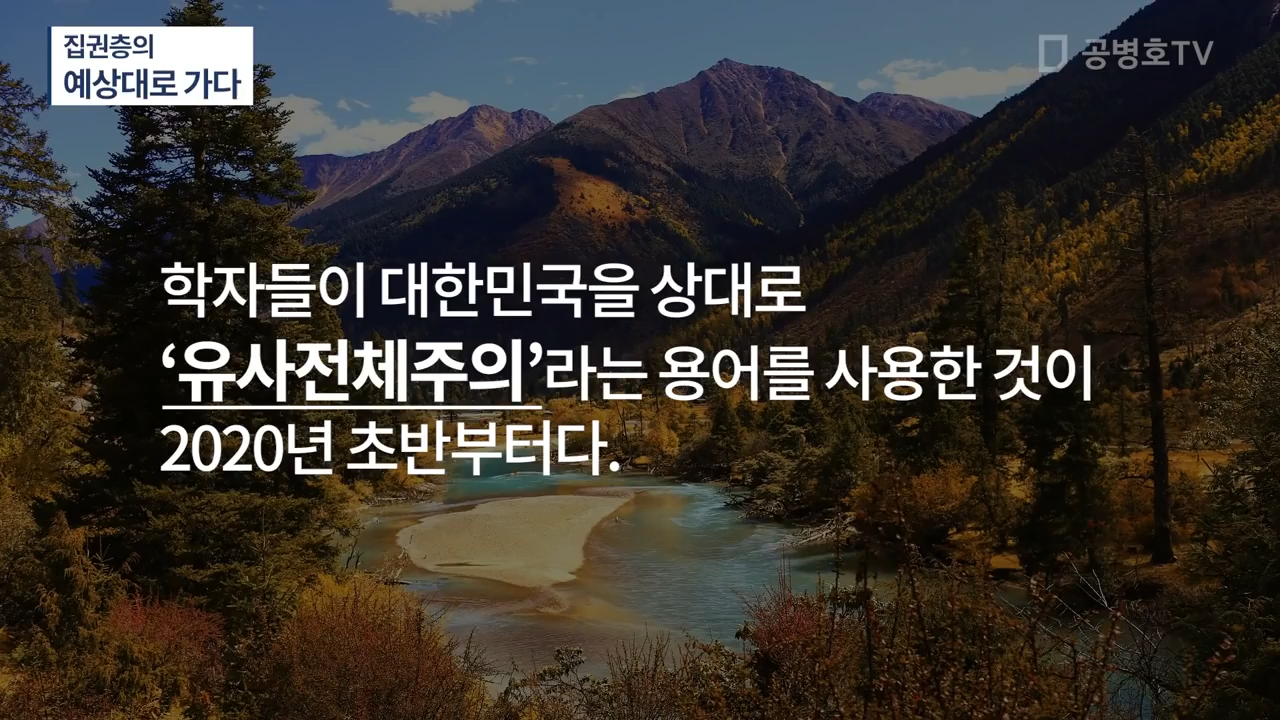 집권층의
예상대로 가다
공병호TV
학자들이 대한민국을 상대로
‘유사전체주의’라는 용어를 사용한 것이
2020년 초반부터다.